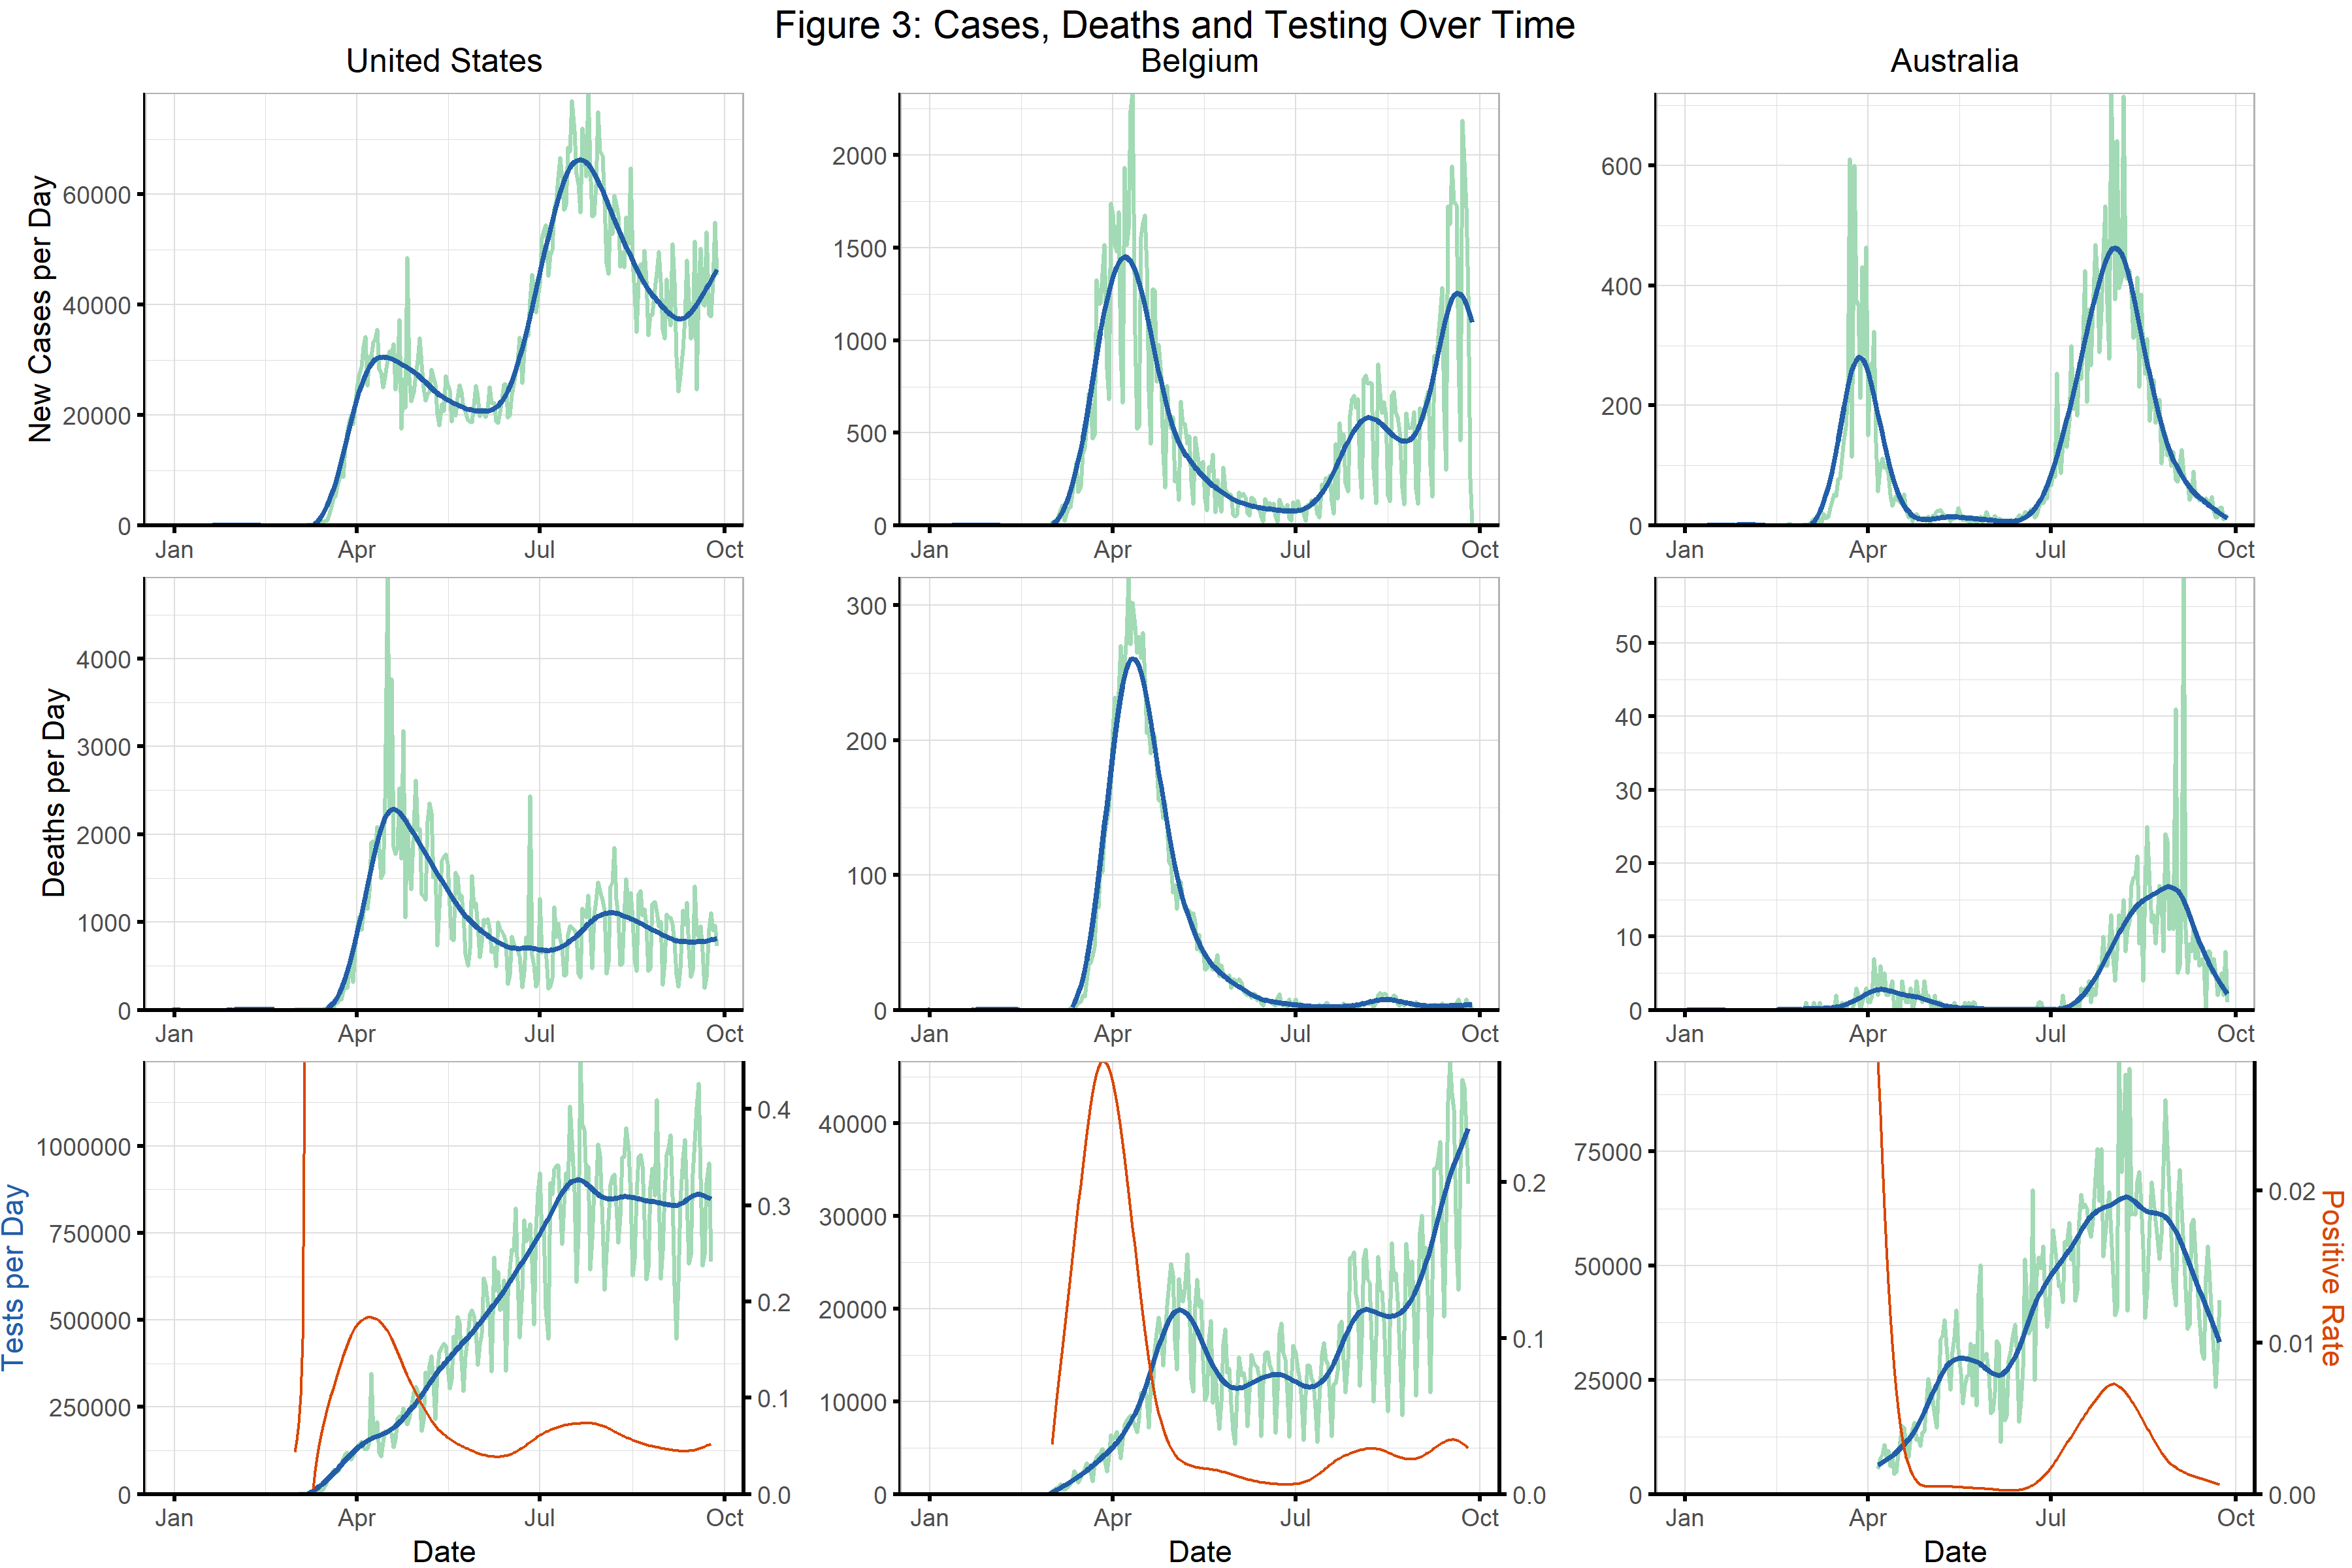 Figure 3: Cases, Deaths and Testing Over Time
United States
Belgium
Australia
New Cases per Day
60000
40000
20000
0
Jan Apr Jul Oct
2000
1500
1000
500
0
Jan Apr Jul Oct
600
400
200
0
Jan Apr Jul Oct
Deaths per Day
4000
3000
2000
1000
0
Jan Apr Jul Oct
300
200
100
0
Jan Apr Jul Oct
50
40
30
20
10
0
Jan Apr Jul Oct
Tests per Day
1000000
750000
500000
250000
0
0.4
0.3
0.2
0.1
0.0
Jan Apr Jul Oct
Date
40000
30000
20000
10000
0
0.2
0.1
0.0
Jan Apr Jul Oct
Date
75000
50000
25000
0
0.02
0.01
0.00
Jan Apr Jul Oct
Date
Positive Rate